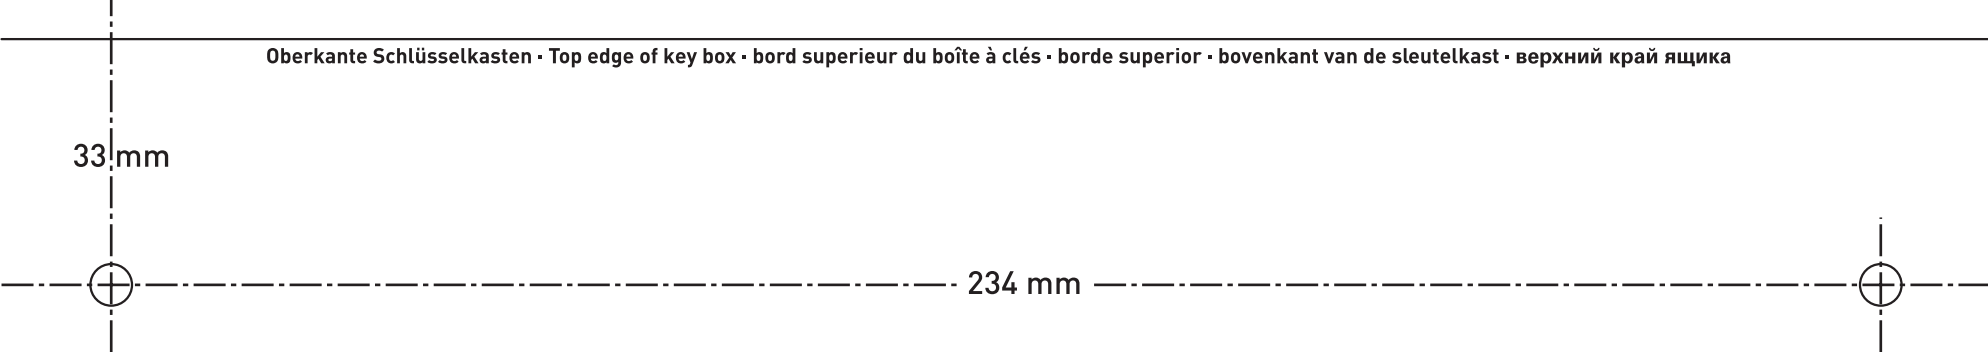 Oberkante Schlüsselkasten · Top edge of key box · bord superieur du boîte à clés · borde superior · bovenkant van de sleutelkast · верхний край ящика
33 mm
234 mm